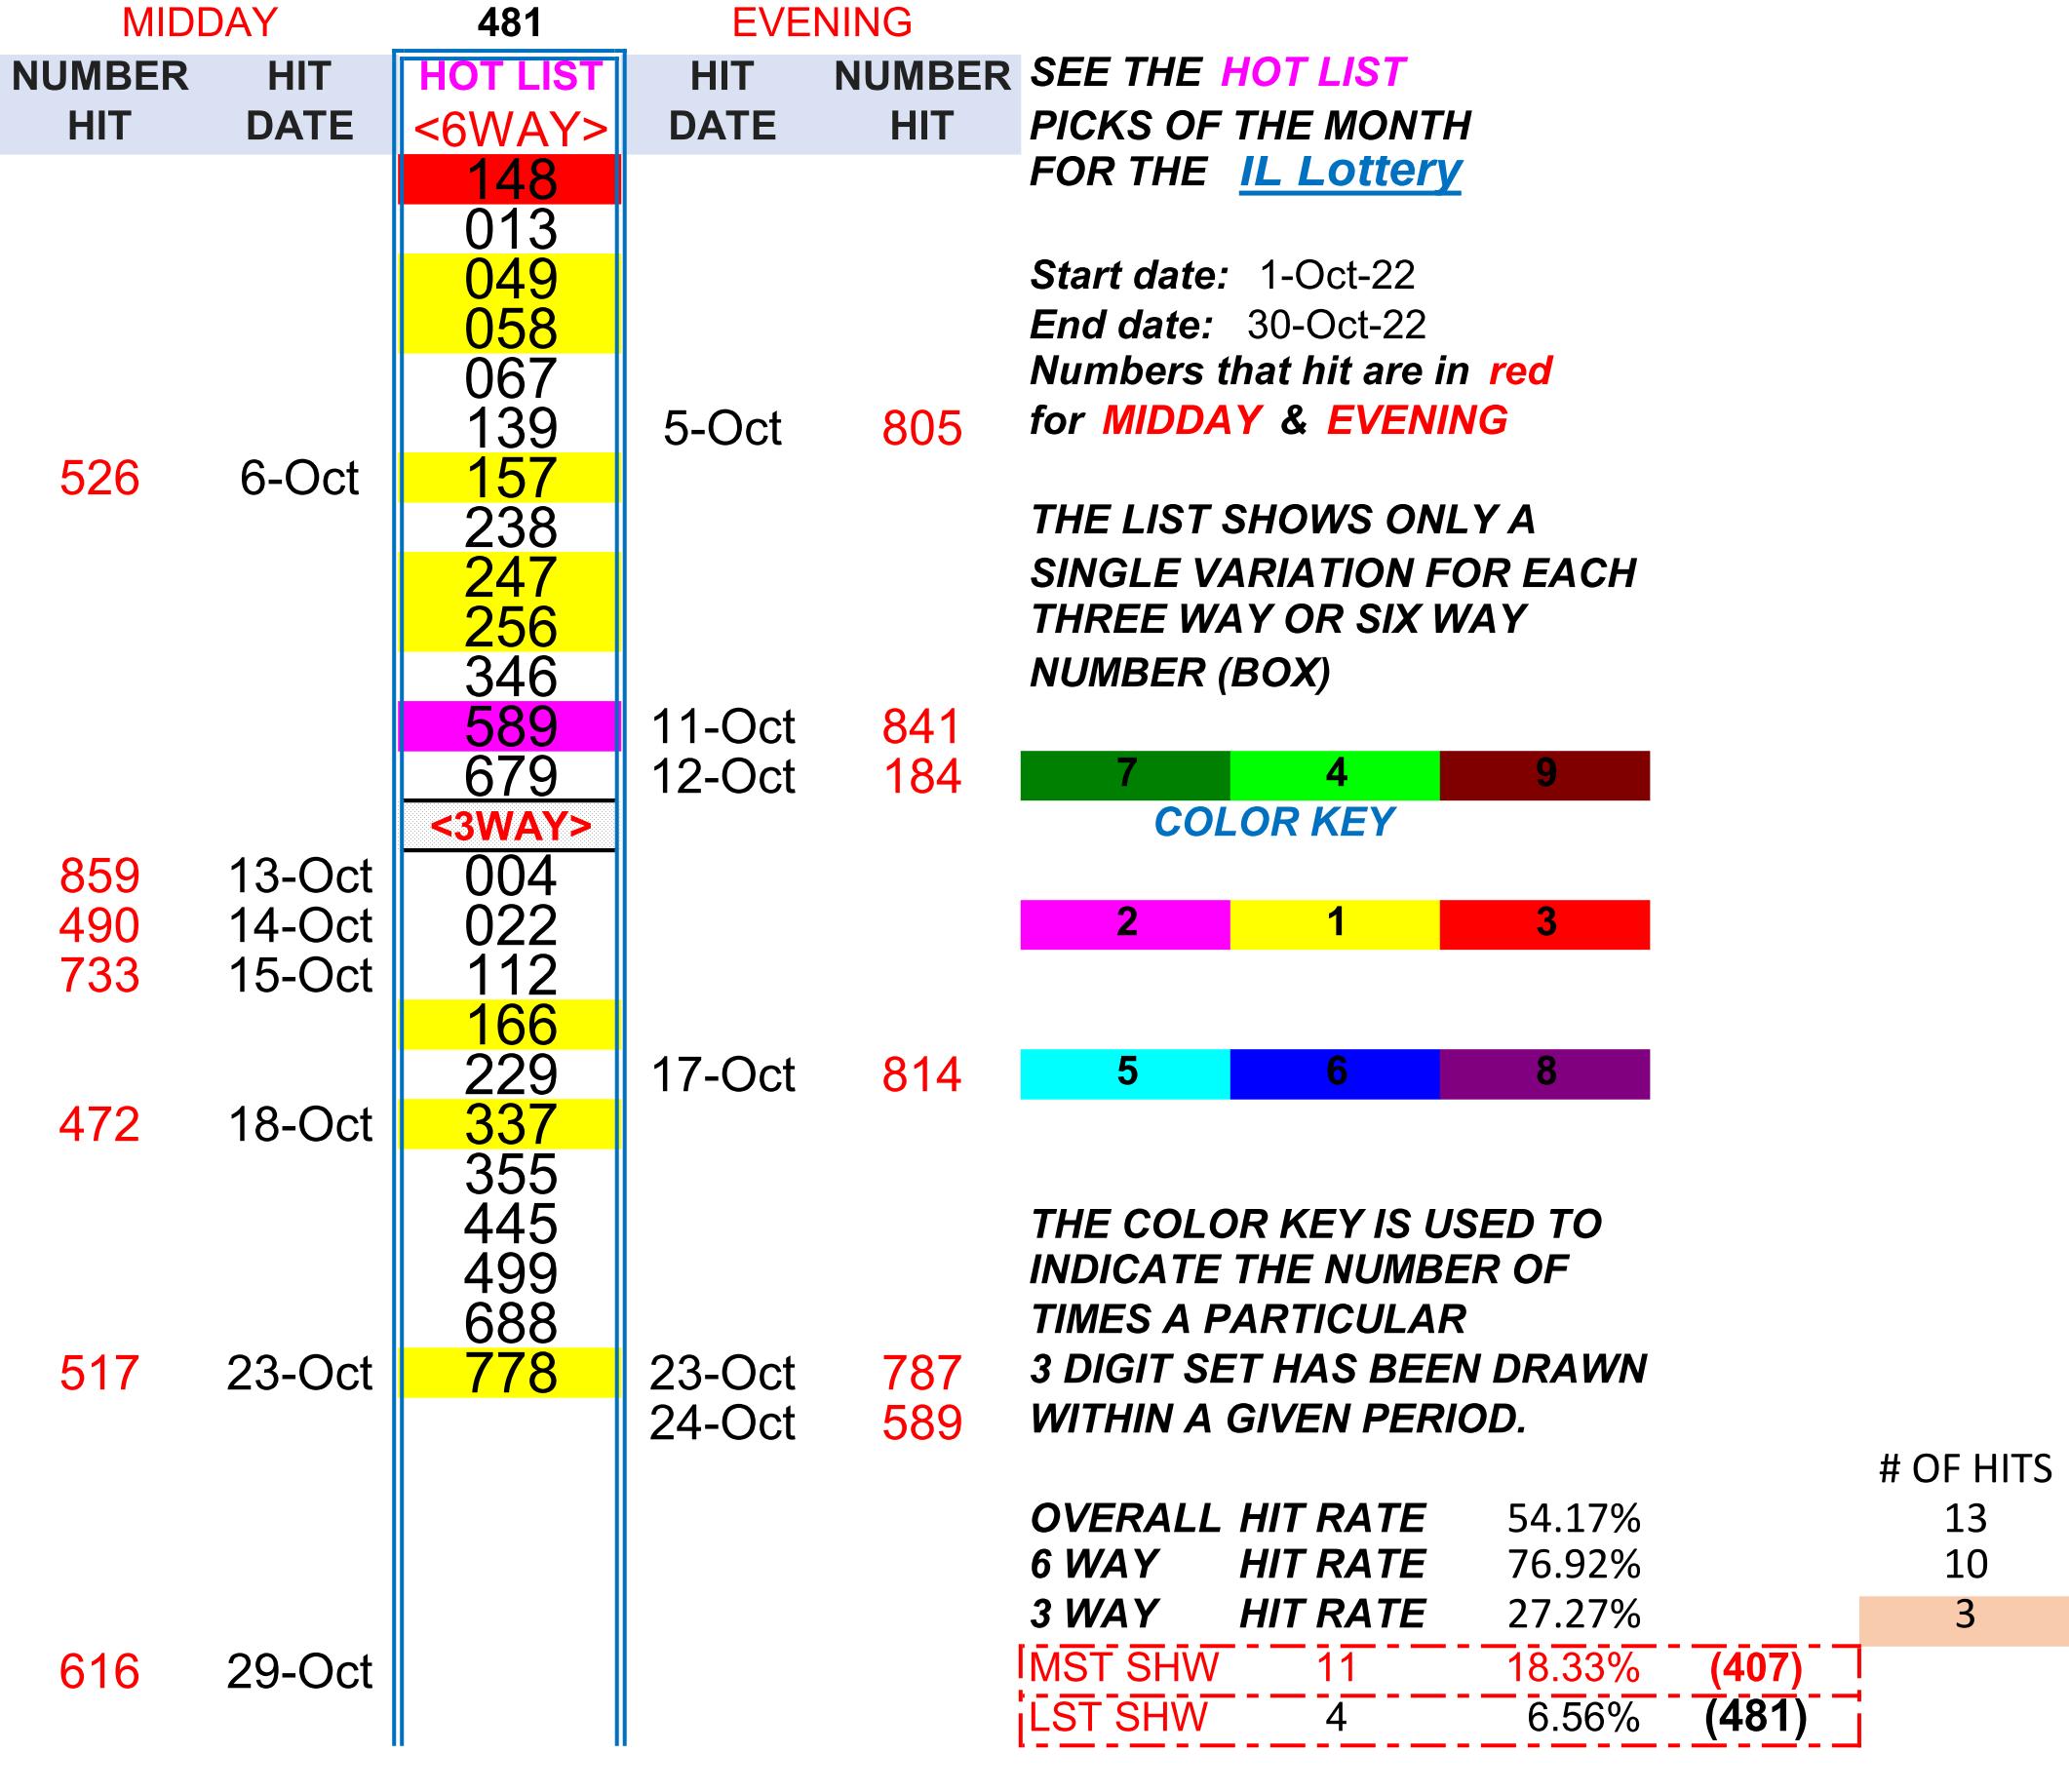 MIDDAY 481 EVENING
NUMBER HIT HOT LIST HIT NUMBER SEE THE HOT LIST
HIT DATE <6WAY> DATE HIT PICKS OF THE MONTH
148 FOR THE IL Lottery
013
049 Start date: 1-Oct-22
058 End date: 30-Oct-22
067 Numbers that hit are in red
139 5-Oct 805 for MIDDAY & EVENING
526 6-Oct 157
238 THE LIST SHOWS ONLY A
247 SINGLE VARIATION FOR EACH
256 THREE WAY OR SIX WAY
346 NUMBER (BOX)
589 11-Oct 841
679 12-Oct 184 7 4 9
<3WAY> COLOR KEY
859 13-Oct 004
490 14-Oct 022 2 1 3
733 15-Oct 112
166
229 17-Oct 814 5 6 8
472 18-Oct 337
355
445 THE COLOR KEY IS USED TO
499 INDICATE THE NUMBER OF
688 TIMES A PARTICULAR
517 23-Oct 778 23-Oct 787 3 DIGIT SET HAS BEEN DRAWN
24-Oct 589 WITHIN A GIVEN PERIOD.
# OF HITS
OVERALL HIT RATE 54.17% 13
6 WAY HIT RATE 76.92% 10
3 WAY HIT RATE 27.27% 3
616 29-Oct MST SHW 11 18.33% (407)
LST SHW 4 6.56% (481)